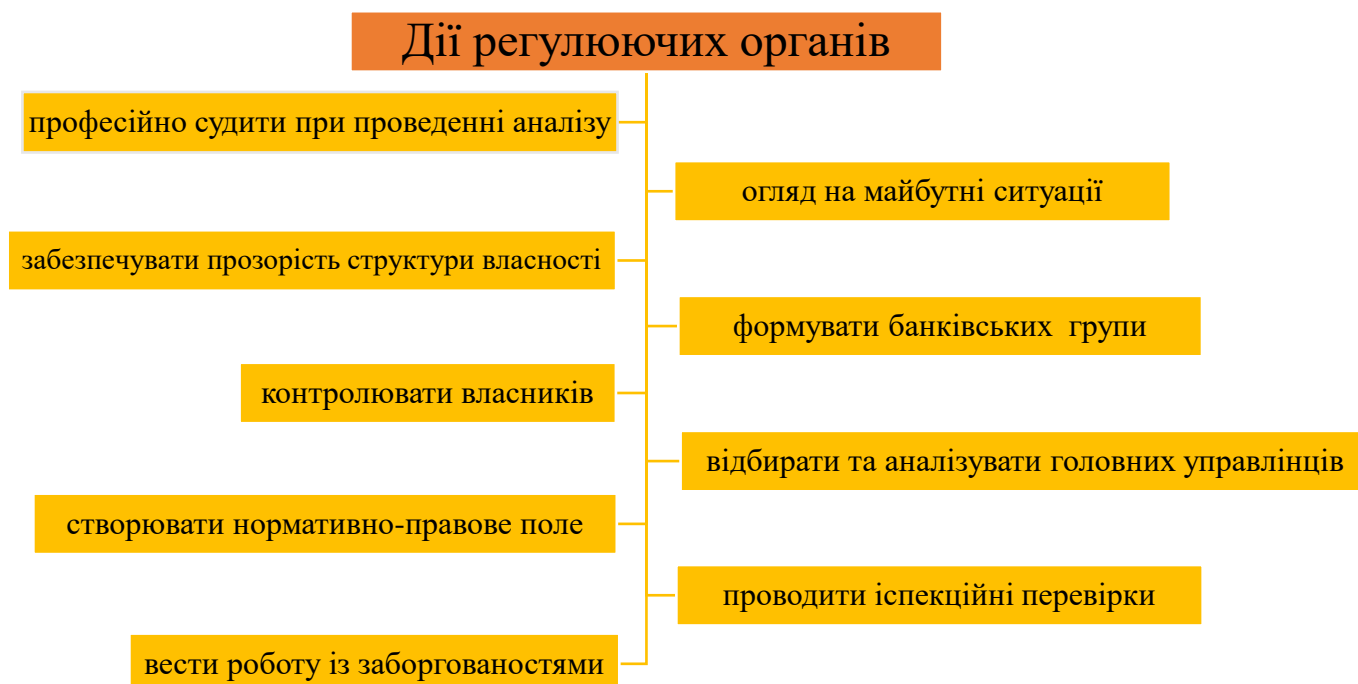 Дії регулюючих органів
професійно судити при проведенні аналізу
огляд на майбутні ситуації
забезпечувати прозорість структури власності
формувати банківських групи
контролювати власників
відбирати та аналізувати головних управлінців
створювати нормативно-правове поле
проводити іспекційні перевірки
вести роботу із заборгованостями